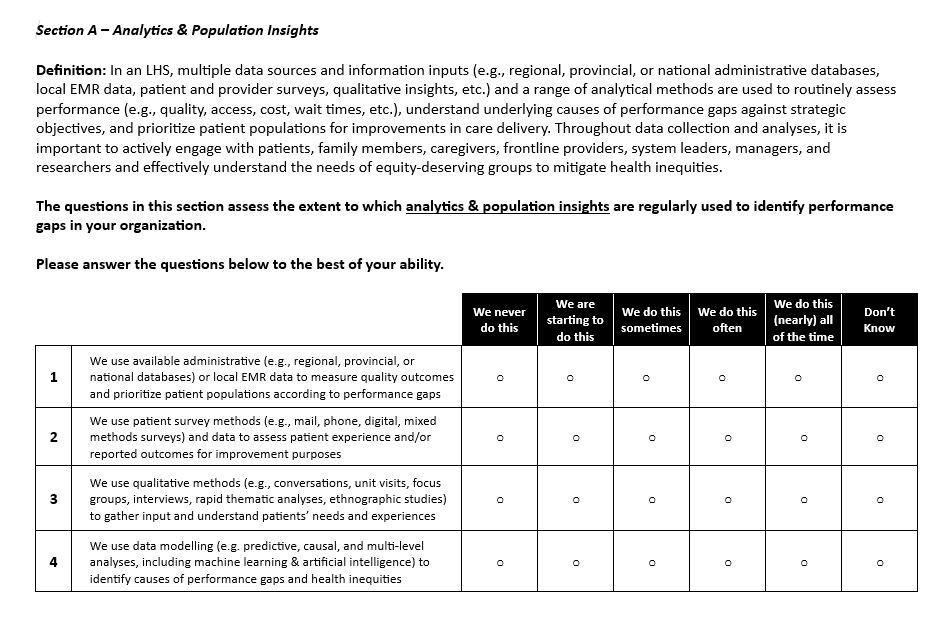 Section A – Analytics & Population Insights
Definition: In an LHS, multiple data sources and information inputs (e.g., regional, provincial, or national administrative databases,
local EMR data, patient and provider surveys, qualitative insights, etc.) and a range of analytical methods are used to routinely assess
performance (e.g., quality, access, cost, wait times, etc.), understand underlying causes of performance gaps against strategic
objectives, and prioritize patient populations for improvements in care delivery. Throughout data collection and analyses, it is
important to actively engage with patients, family members, caregivers, frontline providers, system leaders, managers, and
researchers and effectively understand the needs of equity-deserving groups to mitigate health inequities.
The questions in this section assess the extent to which analytics & population insights are regularly used to identify performance
gaps in your organization.
Please answer the questions below to the best of your ability.
We never
do this
We are
starting to
do this
We do this
sometimes
We do this
often
We do this
(nearly) all
of the time
Don't
Know
1
We use available administrative (e.g., regional, provincial, or
national databases) or local EMR data to measure quality outcomes
and prioritize patient populations according to performance gaps
2
We use patient survey methods (e.g., mail, phone, digital, mixed
methods surveys) and data to assess patient experience and/or
reported outcomes for improvement purposes
3
We use qualitative methods (e.g., conversations, unit visits, focus
groups, interviews, rapid thematic analyses, ethnographic studies)
to gather input and understand patients' needs and experiences
4
We use data modelling (e.g. predictive, causal, and multi-level
analyses, including machine learning & artificial intelligence) to
identify causes of performance gaps and health inequities